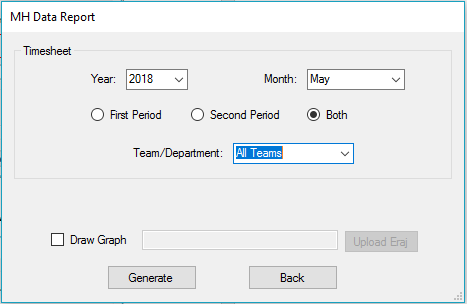 MH Data Report
Timesheet
Year: 2018 Month: May
First Period Second Period Both
Team/Department: All Teams
Draw Graph Upload Eraj
Generate Back